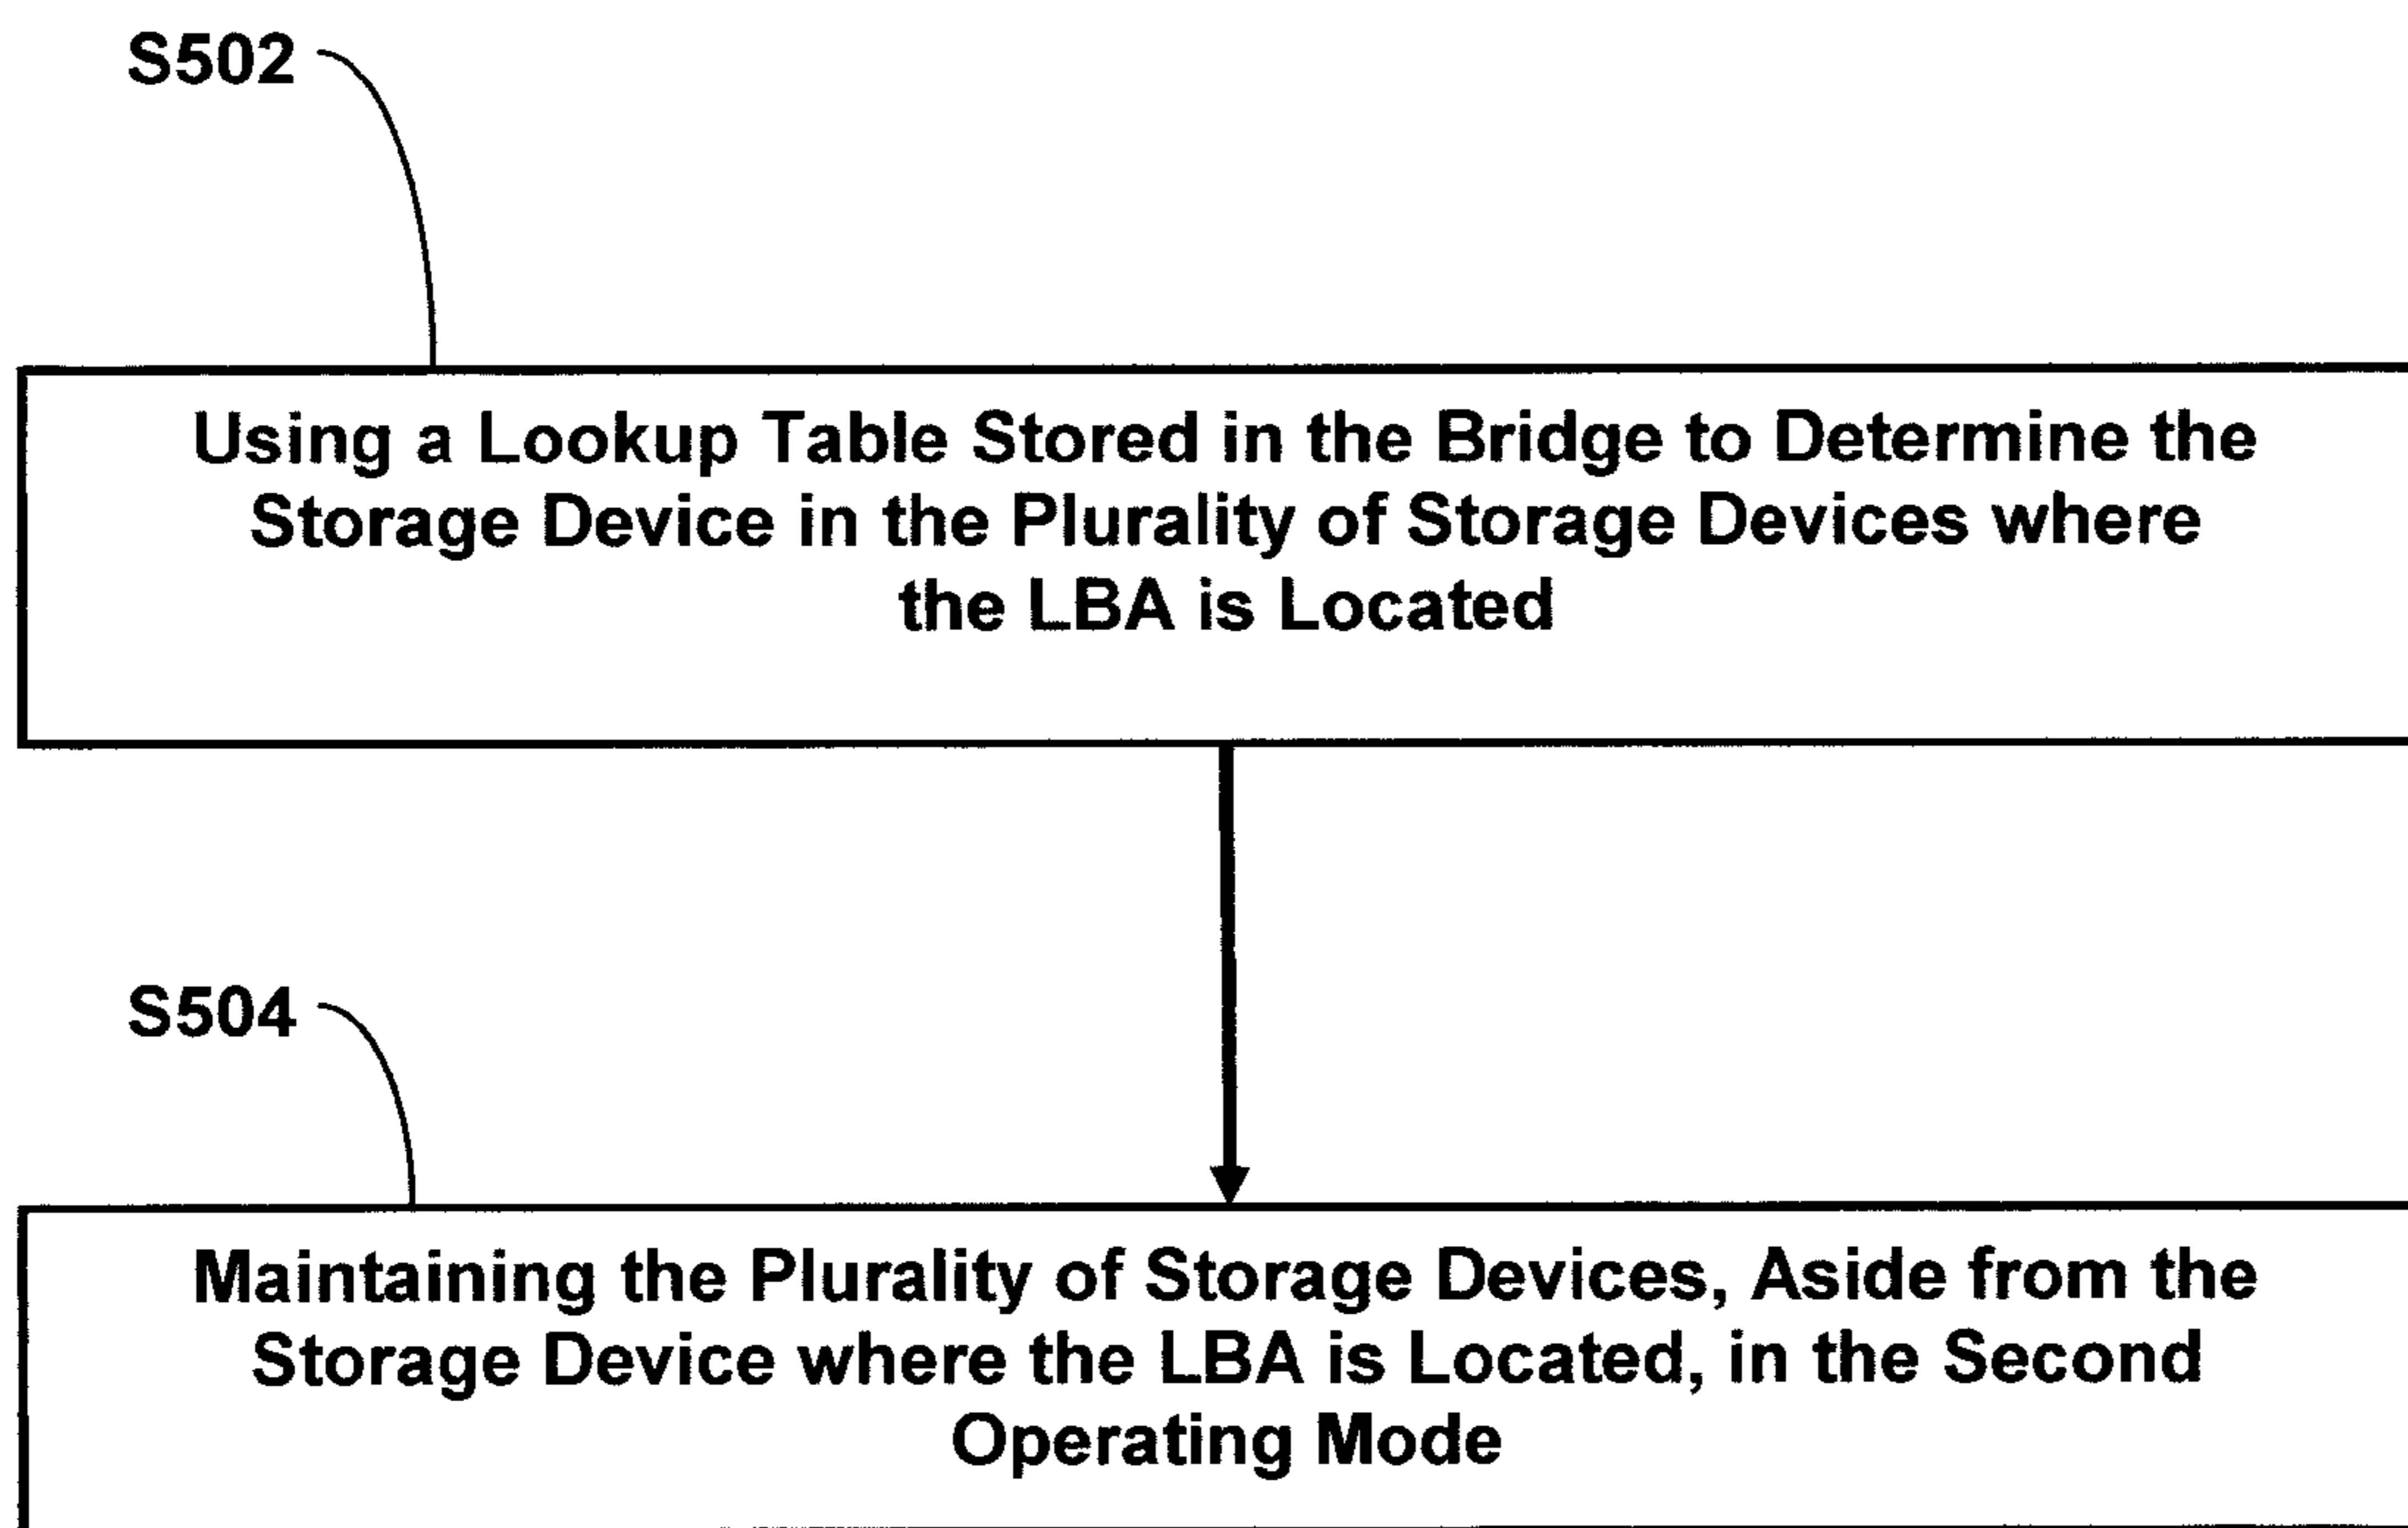 S502
Using a Lookup Table Stored in the Bridge to Determine the
Storage Device in the Plurality of Storage Devices where
the LBA is Located
S504
Maintaining the Plurality of Storage Devices, Aside from the
Storage Device where the LBA is Located, in the Second
Operating Mode